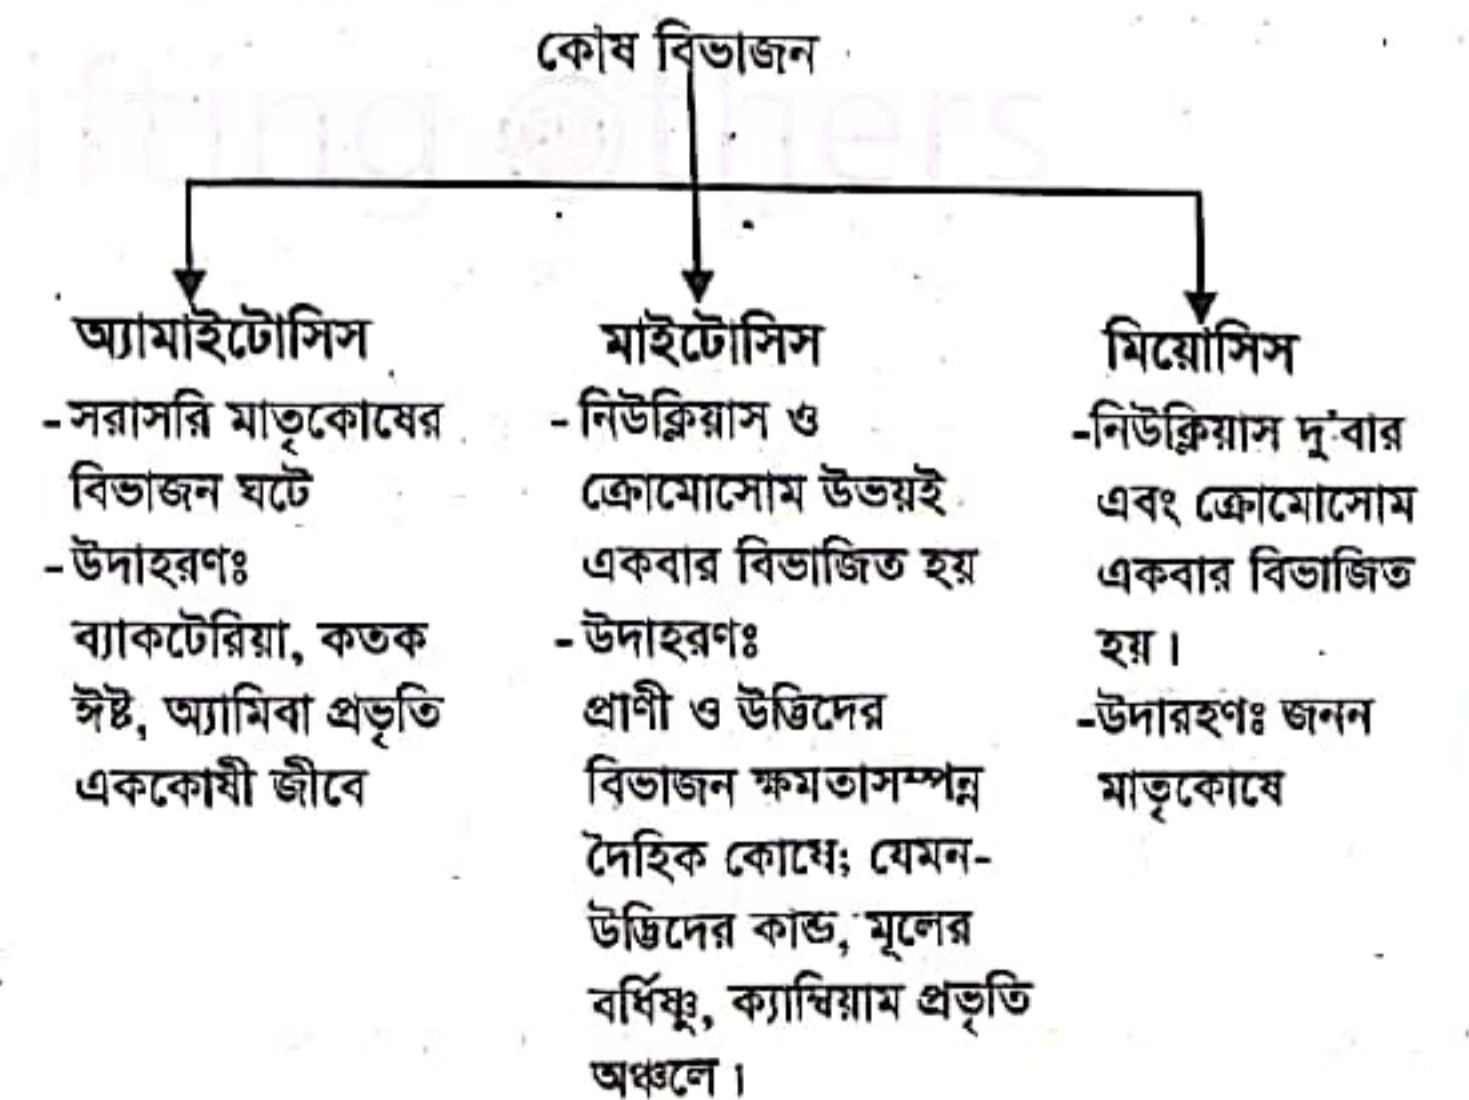 কোষ বিভাজন
অ্যামাইটোসিস
-সরাসরি মাতৃকোষের
বিভাজন ঘটে
-উদাহরণঃ
ব্যাকটেরিয়া, কতক
ঈষ্ট, অ্যামিবা প্রভৃতি
এককোষী জীবে
মাইটোসিস
-নিউক্লিয়াস ও
ক্রোমোসোম উভয়ই
একবার বিভাজিত হয়
-উদাহরণঃ
প্রাণী ও উদ্ভিদের
বিভাজন ক্ষমতাসম্পন্ন
দৈহিক কোষে; যেমন-
উদ্ভিদের কান্ড, মূলের
বর্ধিষ্ণু, ক্যাম্বিয়াম প্রভৃতি
অঞ্চলে।
মিয়োসিস
-নিউক্লিয়াস দু'বার
এবং ক্রোমোসোম
একবার বিভাজিত
হয়।
-উদারহণঃ জনন
মাতৃকোষে